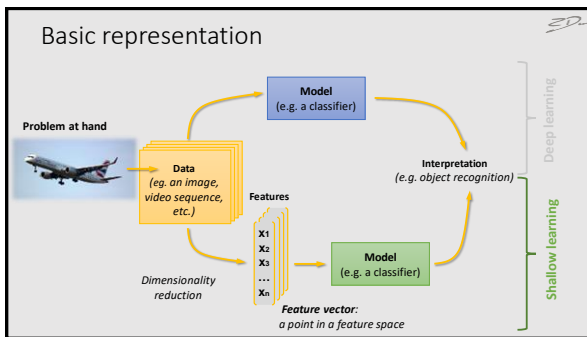 Basic representation
Model
(e.g. a classifier)
Problem at hand
Data
(eg. an image,
video sequence,
etc.)
Features
x1
x2
x3
...
xn
Dimensionality
reduction
Model
(e.g. a classifier)
Feature vector:
a point in a feature space
Interpretation
(e.g. object recognition)
Deep learning
Shallow learning